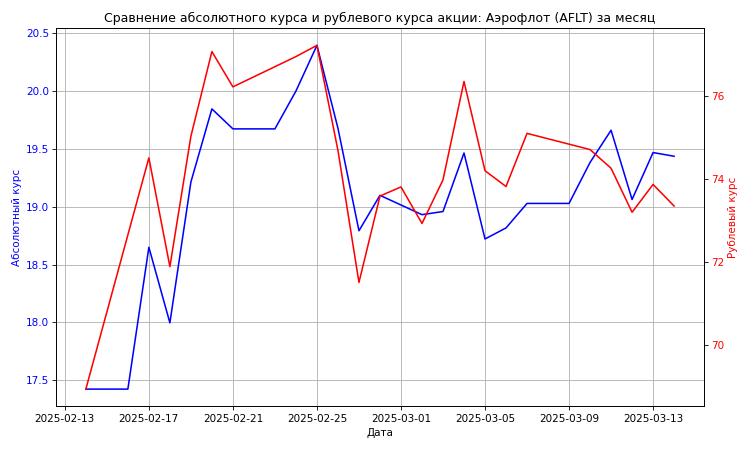 Сравнение абсолютного курса и рублевого курса акции: Аэрофлот (AFLT) за месяц
20.5
20.0
19.5
19.0
18.5
18.0
17.5
Абсолютный курс
76
74
72
70
Рублевый курс
2025-02-13 2025-02-17 2025-02-21 2025-02-25 2025-03-01 2025-03-05 2025-03-09 2025-03-13
Дата